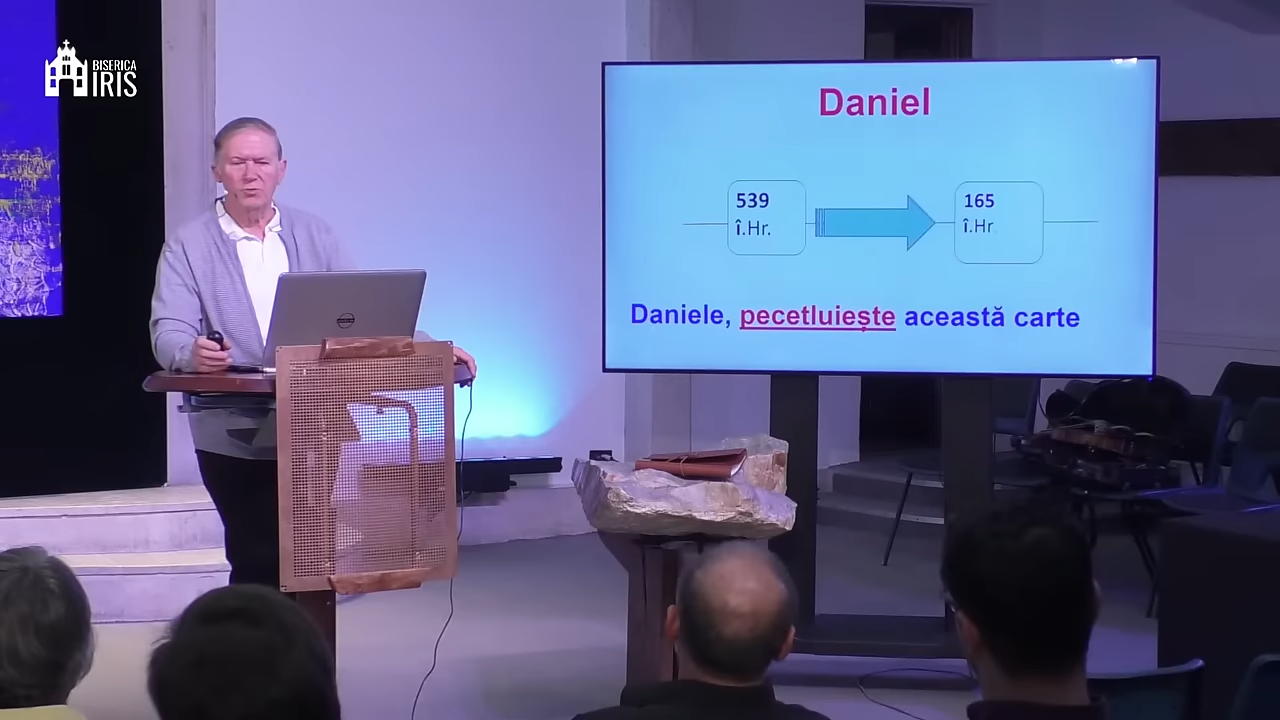 BISERICA
IRIS
Daniel
539
î.Hr.
165
î.Hr.
Daniele, pecetluiește această carte